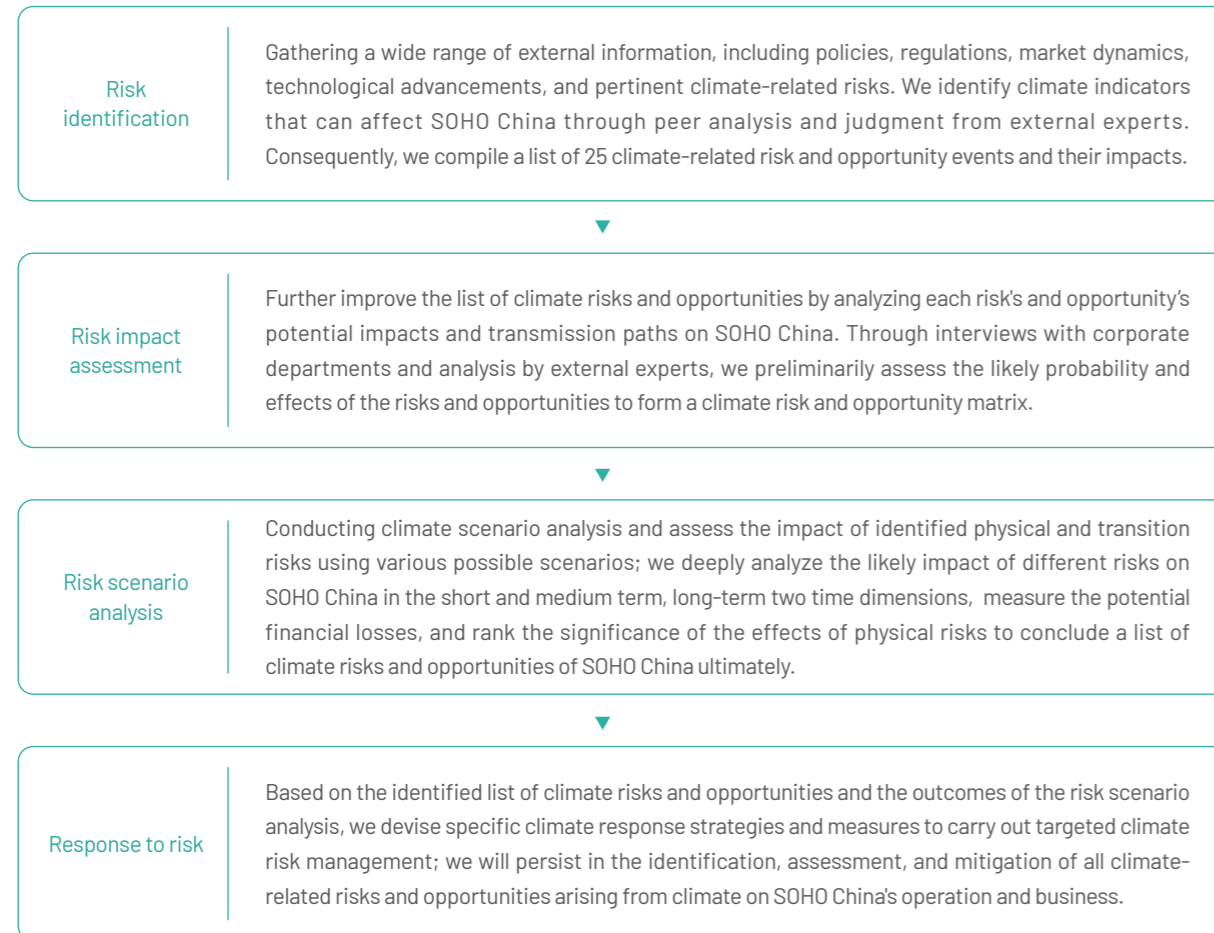 Risk
identification
Gathering a wide range of external information, including policies, regulations, market dynamics,
technological advancements, and pertinent climate-related risks. We identify climate indicators
that can affect SOHO China through peer analysis and judgment from external experts.
Consequently, we compile a list of 25 climate-related risk and opportunity events and their impacts.
Risk impact
assessment
Further improve the list of climate risks and opportunities by analyzing each risk's and opportunity's
potential impacts and transmission paths on SOHO China. Through interviews with corporate
departments and analysis by external experts, we preliminarily assess the likely probability and
effects of the risks and opportunities to form a climate risk and opportunity matrix.
Risk scenario
analysis
Conducting climate scenario analysis and assess the impact of identified physical and transition
risks using various possible scenarios; we deeply analyze the likely impact of different risks on
SOHO China in the short and medium term, long-term two time dimensions, measure the potential
financial losses, and rank the significance of the effects of physical risks to conclude a list of
climate risks and opportunities of SOHO China ultimately.
Response to risk
Based on the identified list of climate risks and opportunities and the outcomes of the risk scenario
analysis, we devise specific climate response strategies and measures to carry out targeted climate
risk management; we will persist in the identification, assessment, and mitigation of all climate-
related risks and opportunities arising from climate on SOHO China's operation and business.